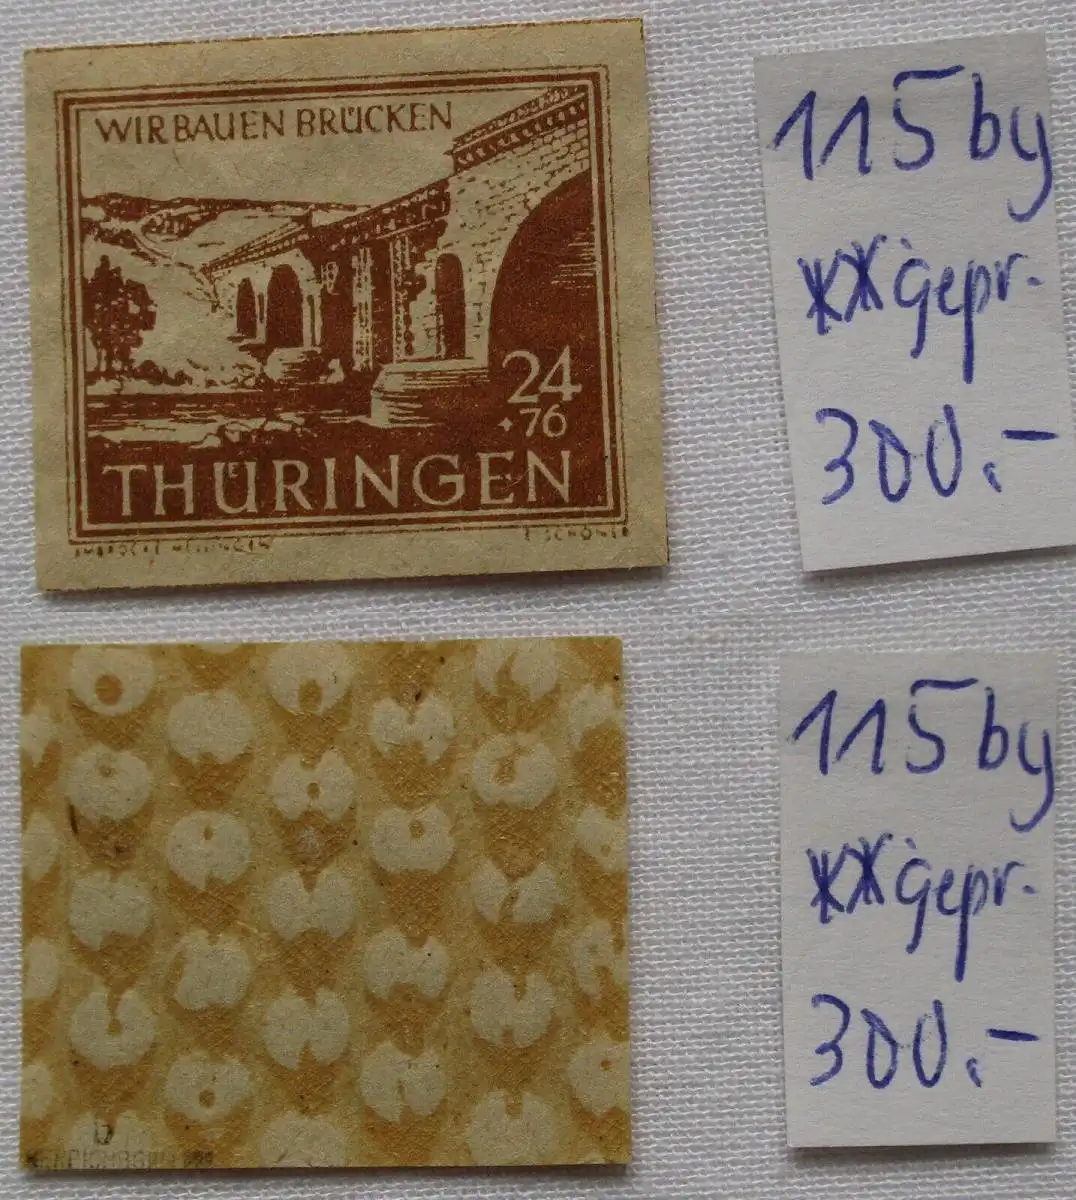 WIR BAUEN BRÜCKEN
24
+76
THÜRINGEN
115 by
**gepr.
300.-
115 by
**gepr.
300.-